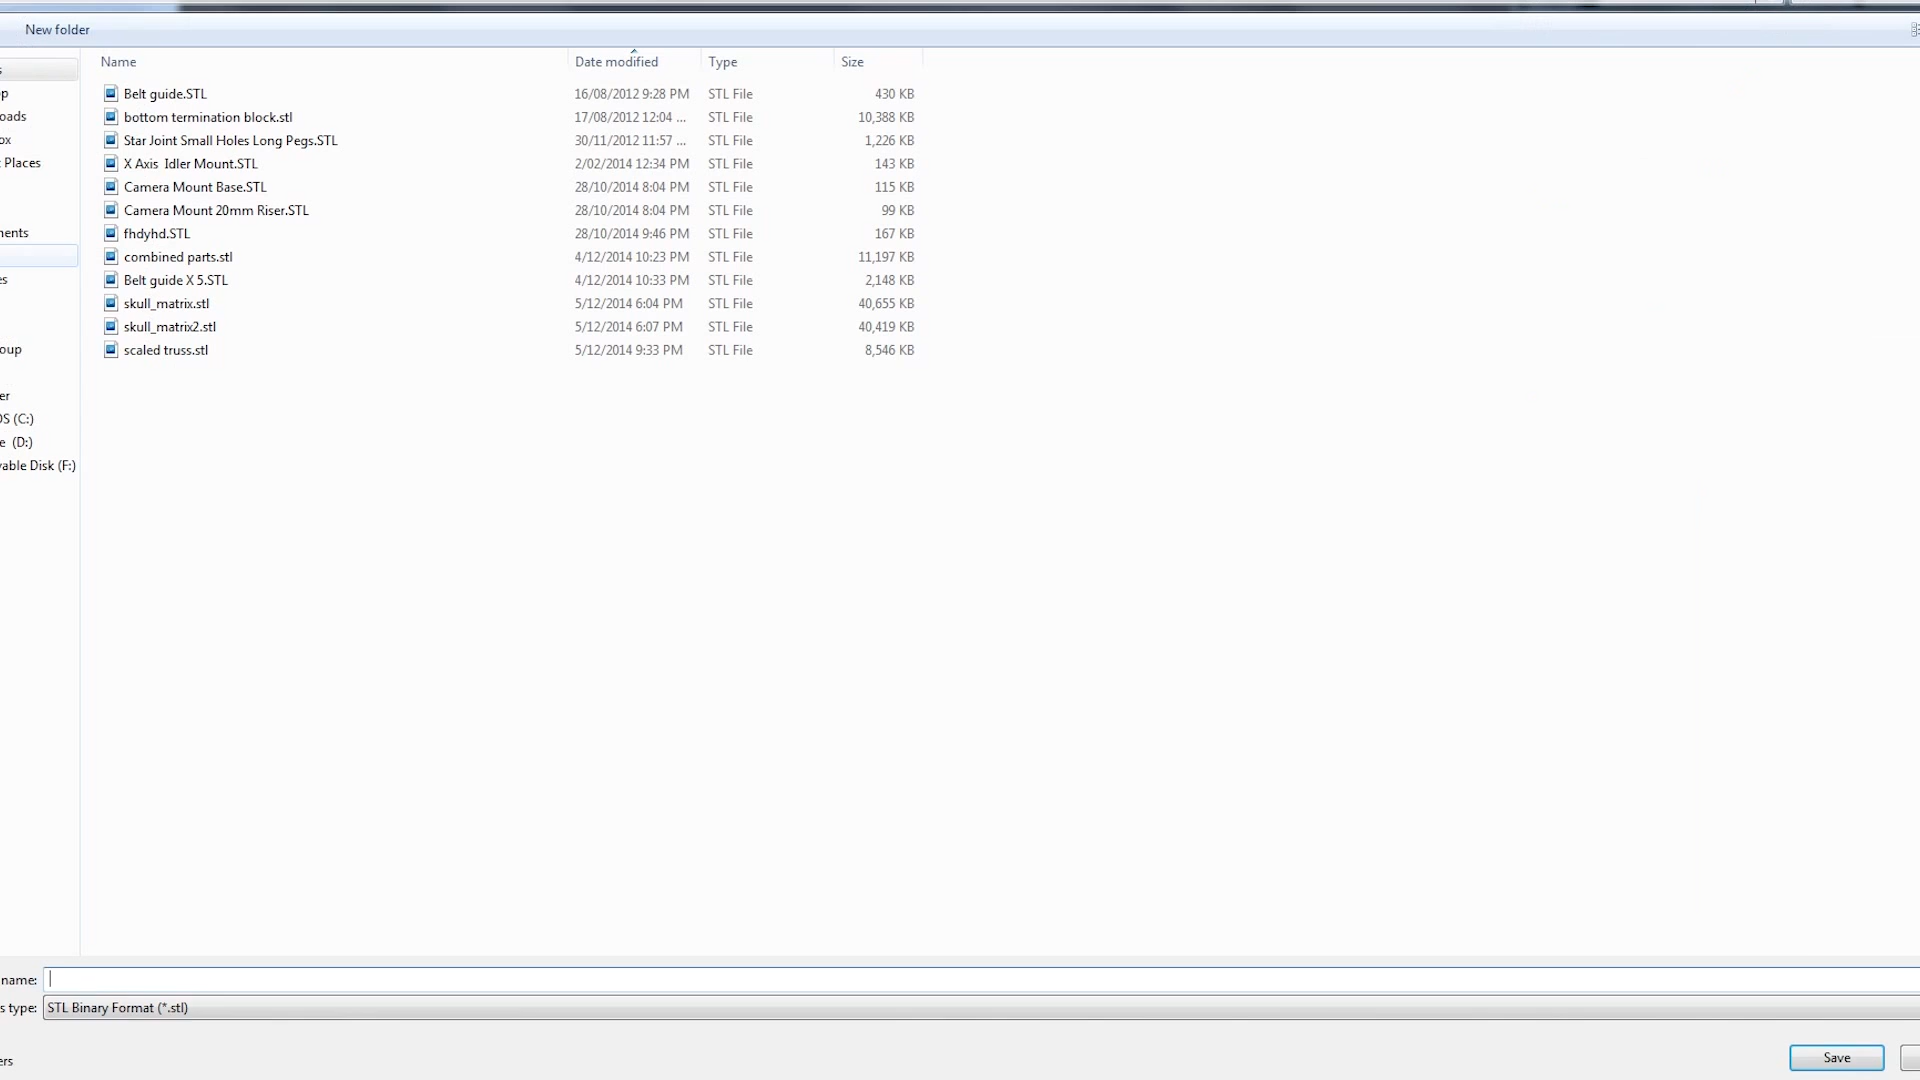 New folder
Name Date modified Type Size
s
Belt guide.STL 16/08/2012 9:28 PM STL File 430 KB
op
bottom termination block.stl 17/08/2012 12:04 ... STL File 10,388 KB
oads
Star Joint Small Holes Long Pegs.STL 30/11/2012 11:57 ... STL File 1,226 KB
ox
X Axis  Idler Mount.STL 2/02/2014 12:34 PM STL File 143 KB
Places
Camera Mount Base.STL 28/10/2014 8:04 PM STL File 115 KB
Camera Mount 20mm Riser.STL 28/10/2014 8:04 PM STL File 99 KB
fhdyhd.STL 28/10/2014 9:46 PM STL File 167 KB
ments
combined parts.stl 4/12/2014 10:23 PM STL File 11,197 KB
Belt guide X 5.STL 4/12/2014 10:33 PM STL File 2,148 KB
es
skull_matrix.stl 5/12/2014 6:04 PM STL File 40,655 KB
skull_matrix2.stl 5/12/2014 6:07 PM STL File 40,419 KB
scaled truss.stl 5/12/2014 9:33 PM STL File 8,546 KB
oup
er
OS (C:)
e (D:)
vable Disk (F:)
name:
s type: STL Binary Format (*.stl)
Save
ers